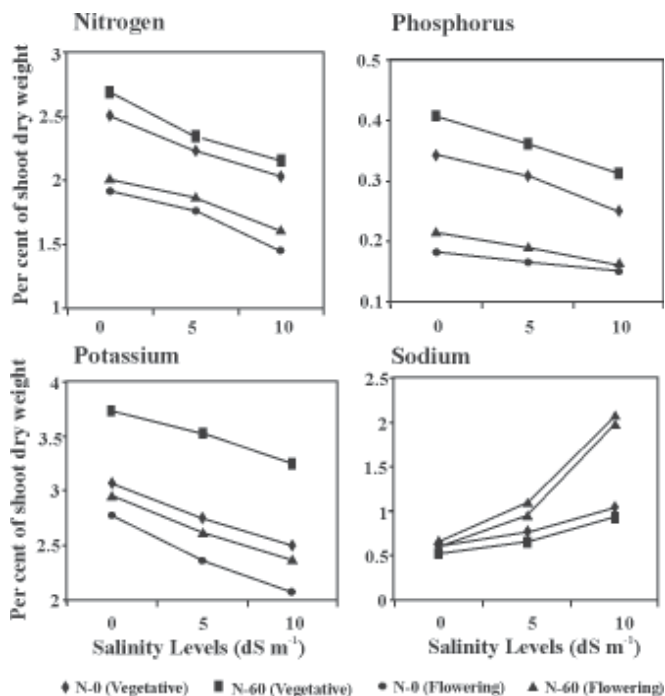 Nitrogen
Per cent of shoot dry weight
3
2.5
2
1.5
1
0 5 10
Phosphorus
0.5
0.4
0.3
0.2
0.1
0 5 10
Potassium
Per cent of shoot dry weight
4
3.5
3
2.5
2
0 5 10
Salinity Levels (dS m⁻¹)
Sodium
2.5
2
1.5
1
0.5
0
0 5 10
Salinity Levels (dS m⁻¹)
N-0 (Vegetative) N-60 (Vegetative) N-0 (Flowering) N-60 (Flowering)